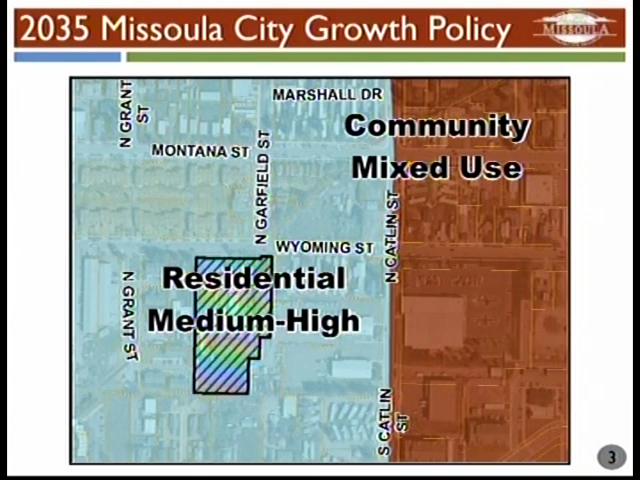 2035 Missoula City Growth Policy
MISSOULA
N GRANT
ST
MARSHALL DR
Community
Mixed Use
MONTANA ST
N GARFIELD ST
N CATLIN ST
WYOMING ST
Residential
Medium-High
N GRANT ST
S CATLIN
ST
3